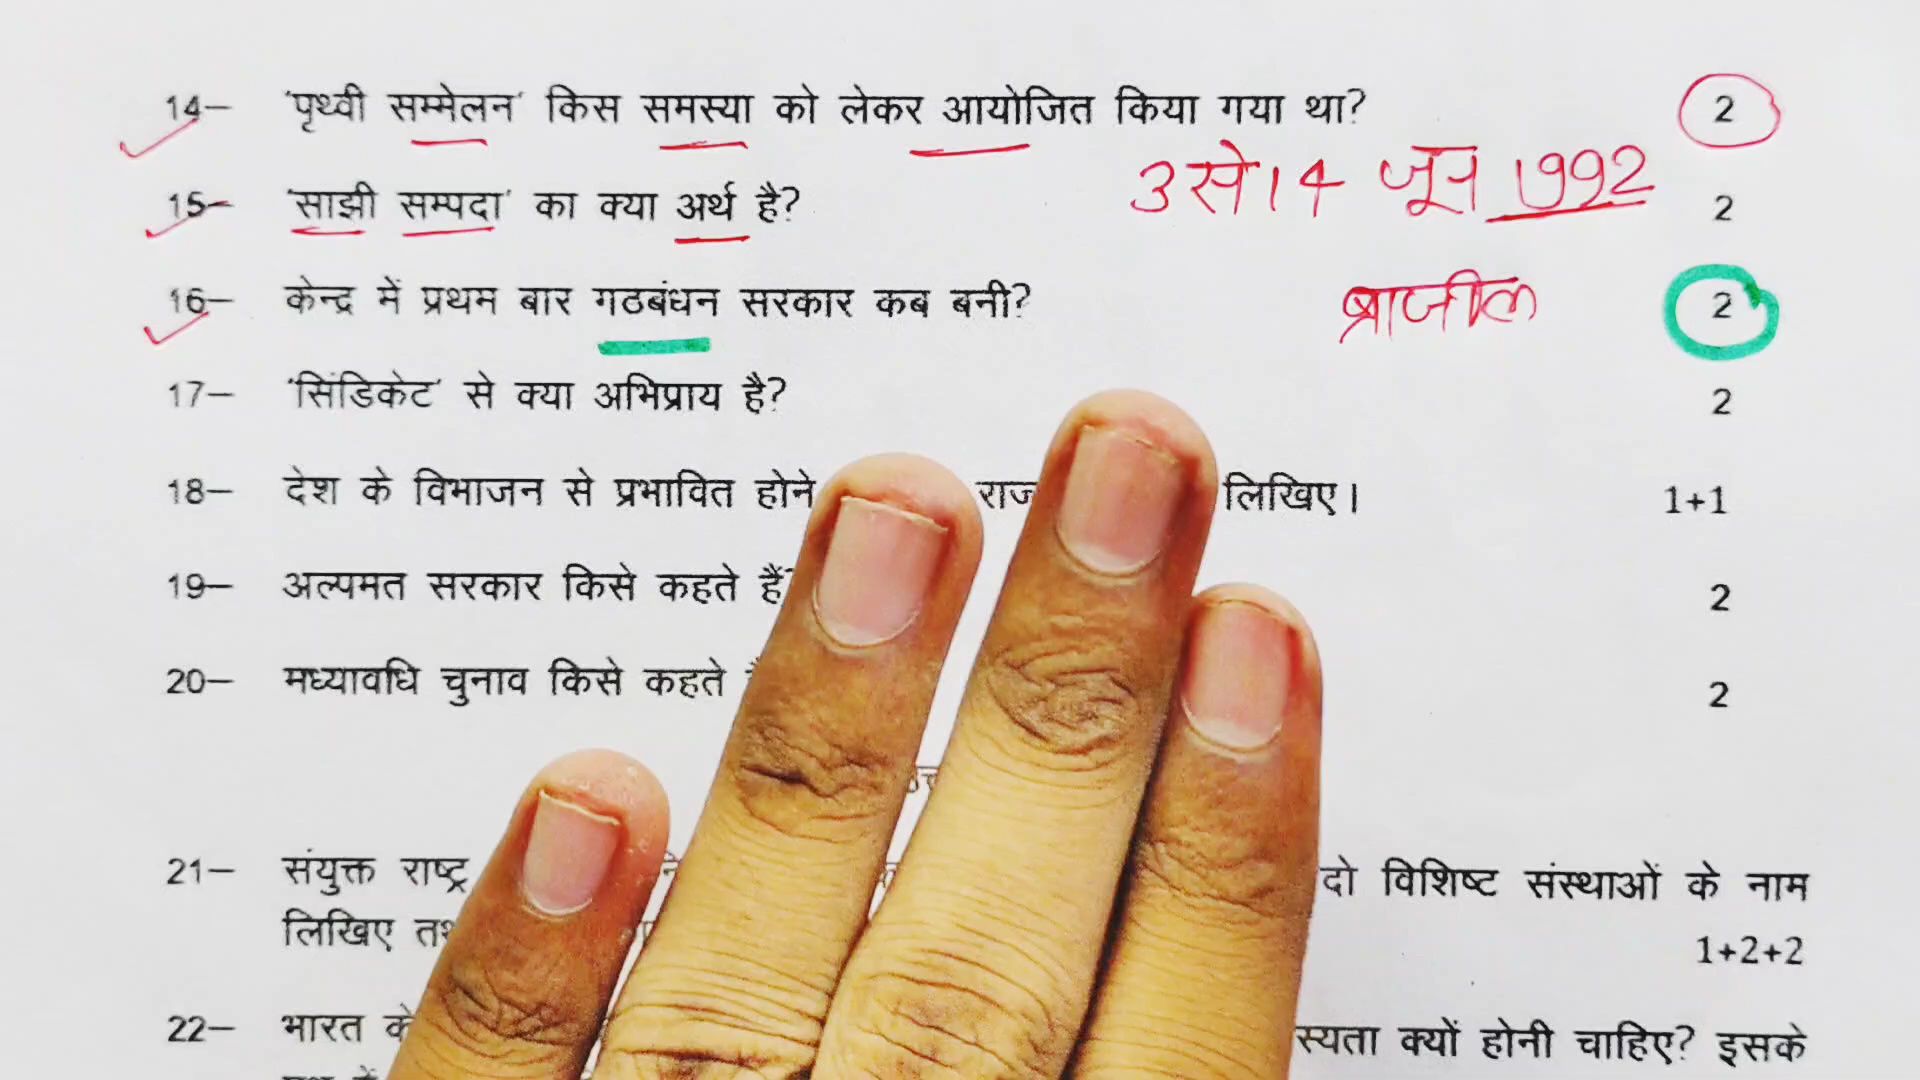 14– 'पृथ्वी सम्मेलन' किस समस्या को लेकर आयोजित किया गया था? 2
3 से 14 जून 1992
15– 'साझी सम्पदा' का क्या अर्थ है? 2
16– केन्द्र में प्रथम बार गठबंधन सरकार कब बनी? 2
ब्राजील
17– 'सिंडिकेट' से क्या अभिप्राय है? 2
18– देश के विभाजन से प्रभावित होने लिखिए। 1+1
19– अल्पमत सरकार किसे कहते हैं 2
20– मध्यावधि चुनाव किसे कहते 2
21– संयुक्त राष्ट्र दो विशिष्ट संस्थाओं के नाम
लिखिए 1+2+2
22– भारत क्यों होनी चाहिए? इसके